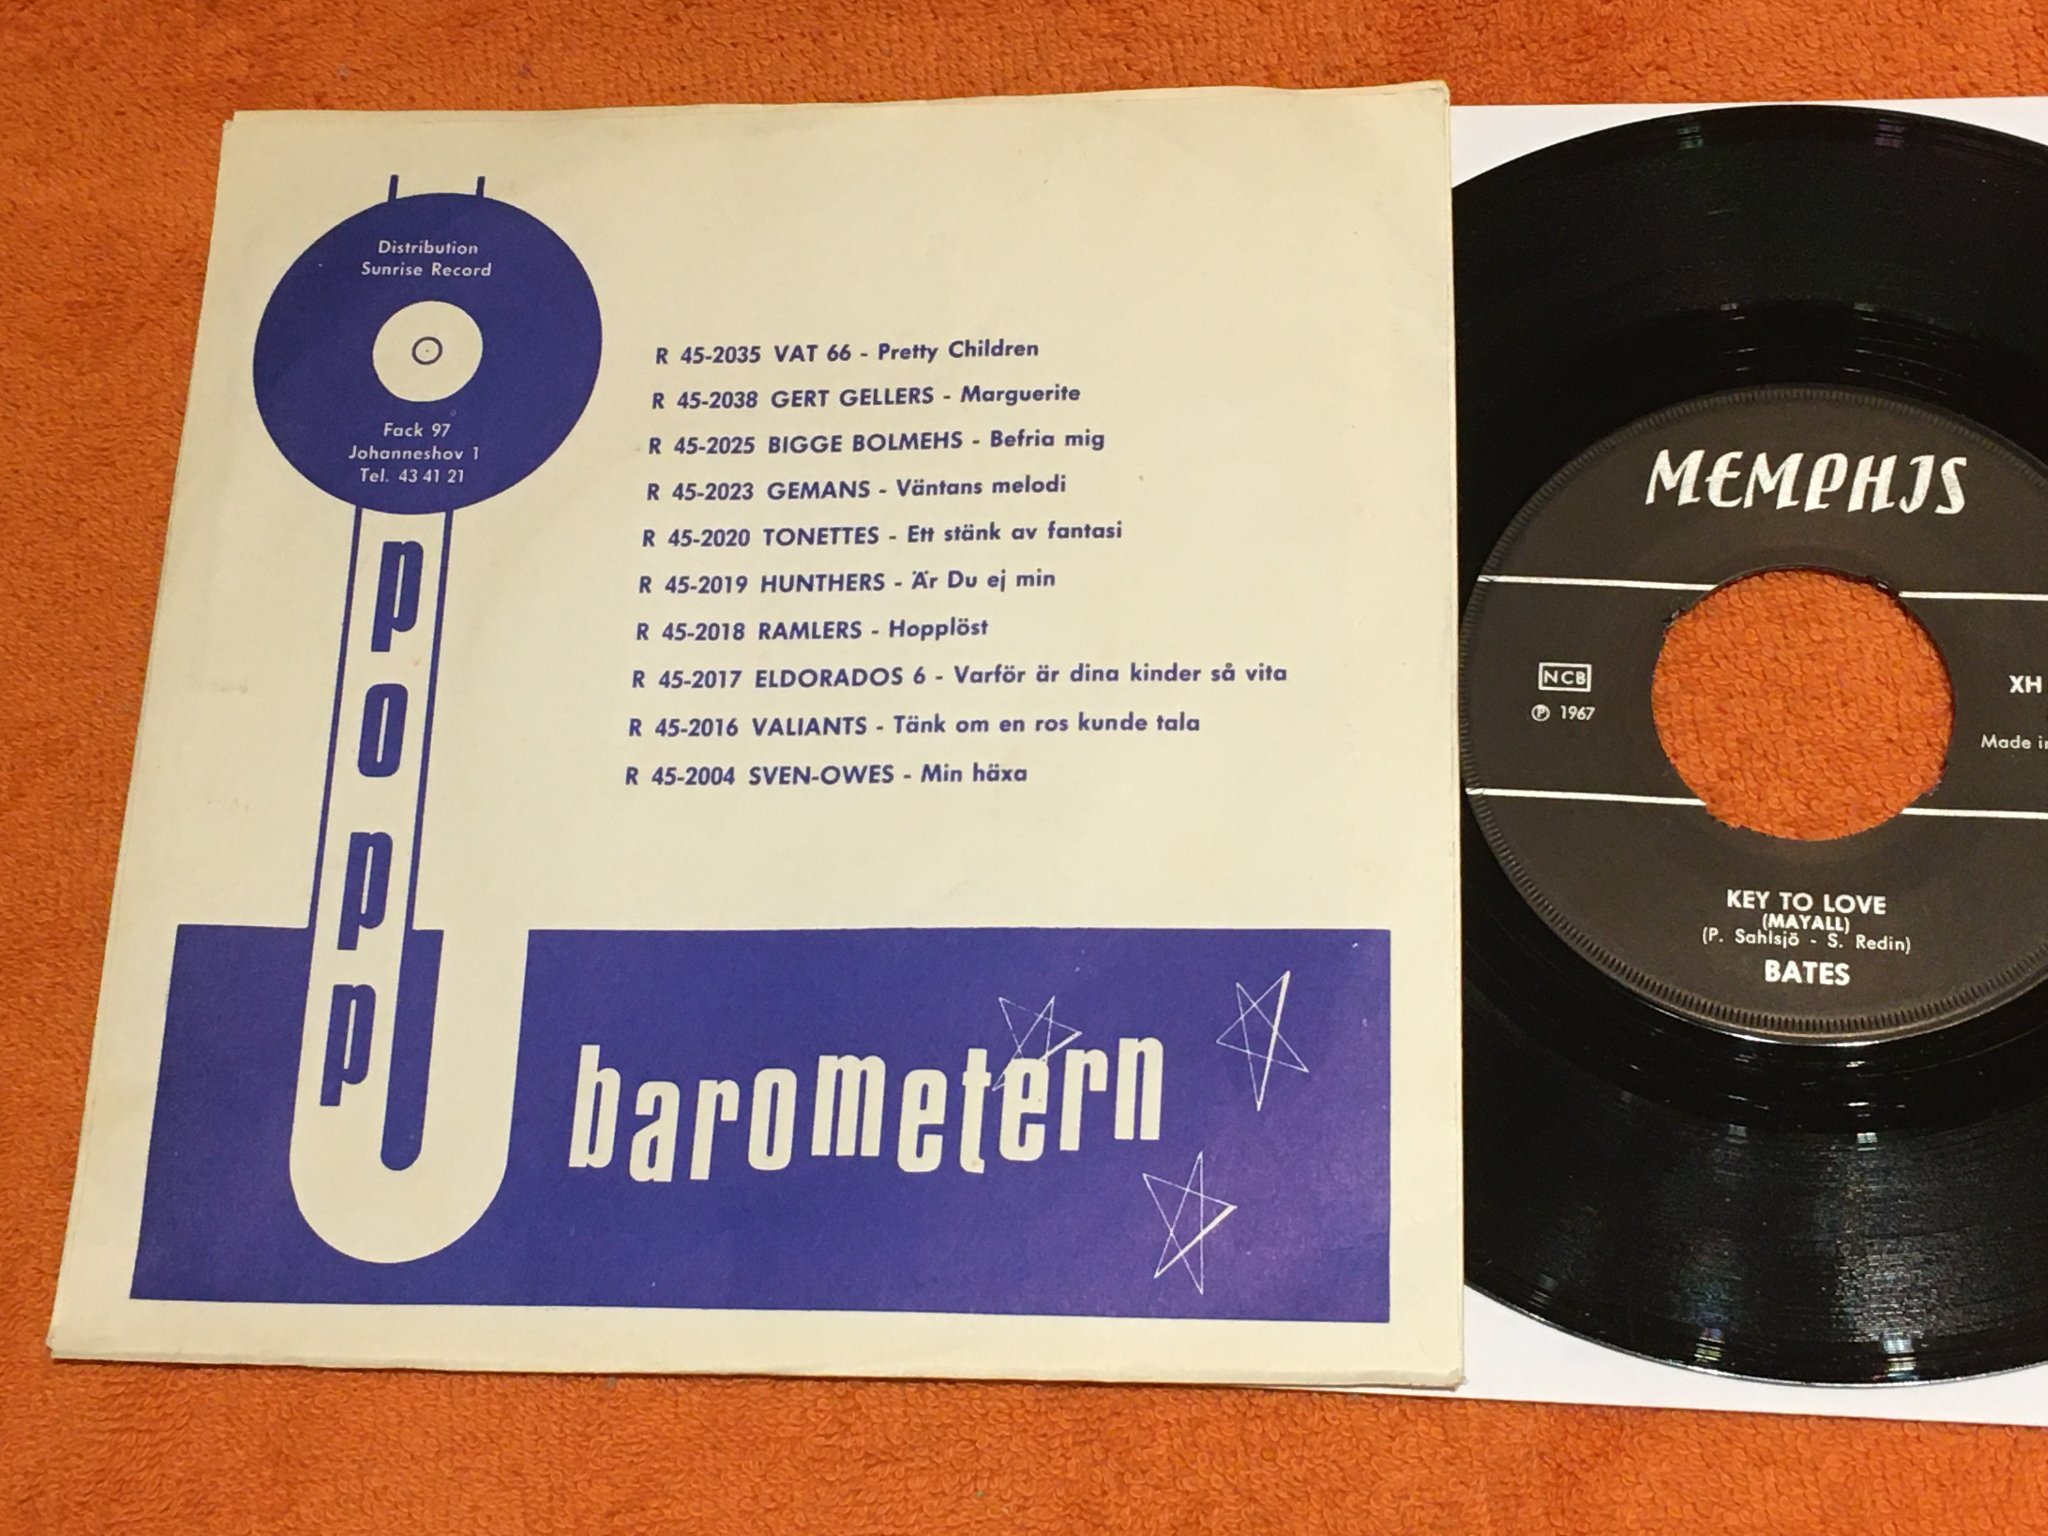 Distribution
Sunrise Record
Fack 97
Johanneshov 1
Tel. 43 41 21
popp
barometern
R 45-2035 VAT 66 - Pretty Children
R 45-2038 GERT GELLERS - Marguerite
R 45-2025 BIGGE BOLMEHS - Befria mig
R 45-2023 GEMANS - Väntans melodi
R 45-2020 TONETTES - Ett stänk av fantasi
R 45-2019 HUNTHERS - Är Du ej min
R 45-2018 RAMLERS - Hopplöst
R 45-2017 ELDORADOS 6 - Varför är dina kinder så vita
R 45-2016 VALIANTS - Tänk om en ros kunde tala
R 45-2004 SVEN-OWES - Min häxa
MEMPHIS
NCB
℗ 1967
XH
Made in
KEY TO LOVE
(MAYALL)
(P. Sahlsjö - S. Redin)
BATES